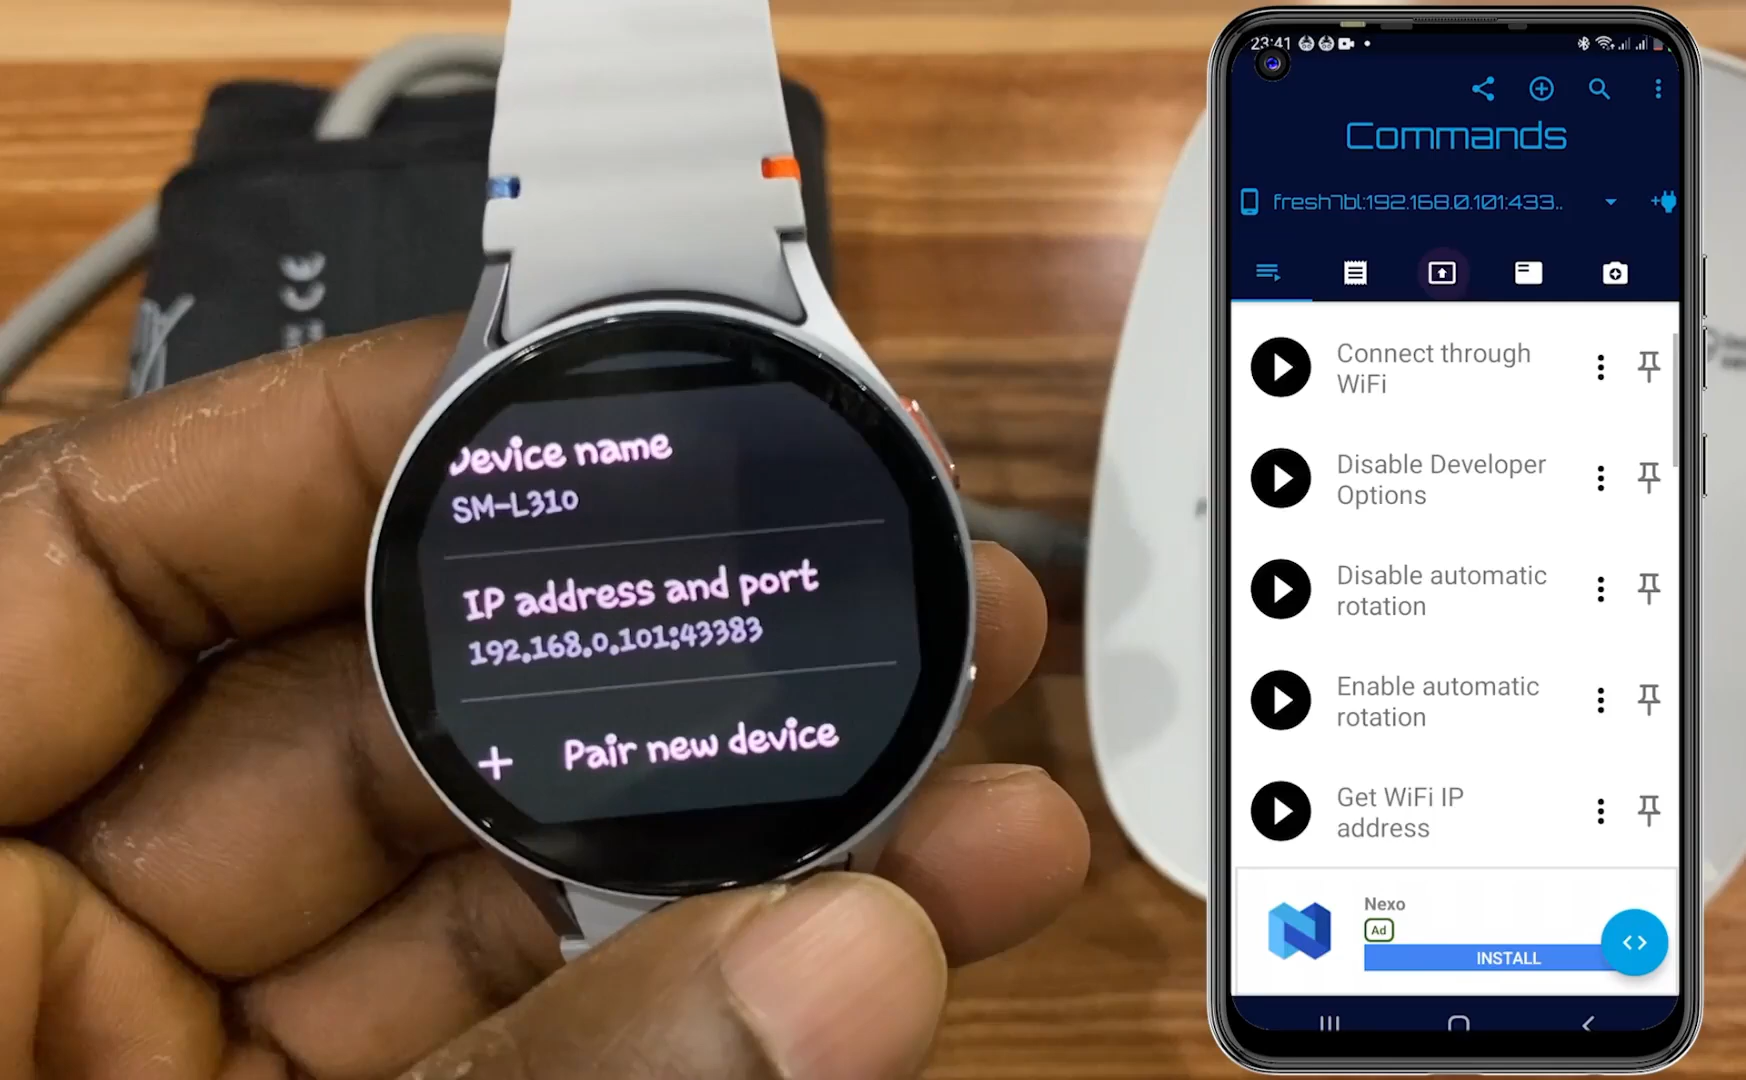 Device name
SM-L310
IP address and port
192.168.0.101:43383
+ Pair new device
CE
23:41
Commands
fresh7bl:192.168.0.101:433..
Connect through
WiFi
Disable Developer
Options
Disable automatic
rotation
Enable automatic
rotation
Get WiFi IP
address
Nexo
Ad
INSTALL